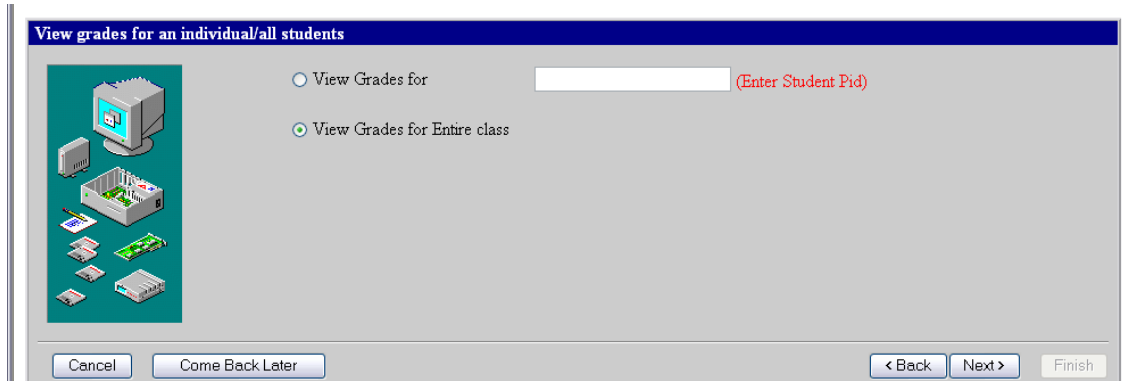 View grades for an individual/all students
View Grades for (Enter Student Pid)
View Grades for Entire class
Cancel Come Back Later < Back Next > Finish